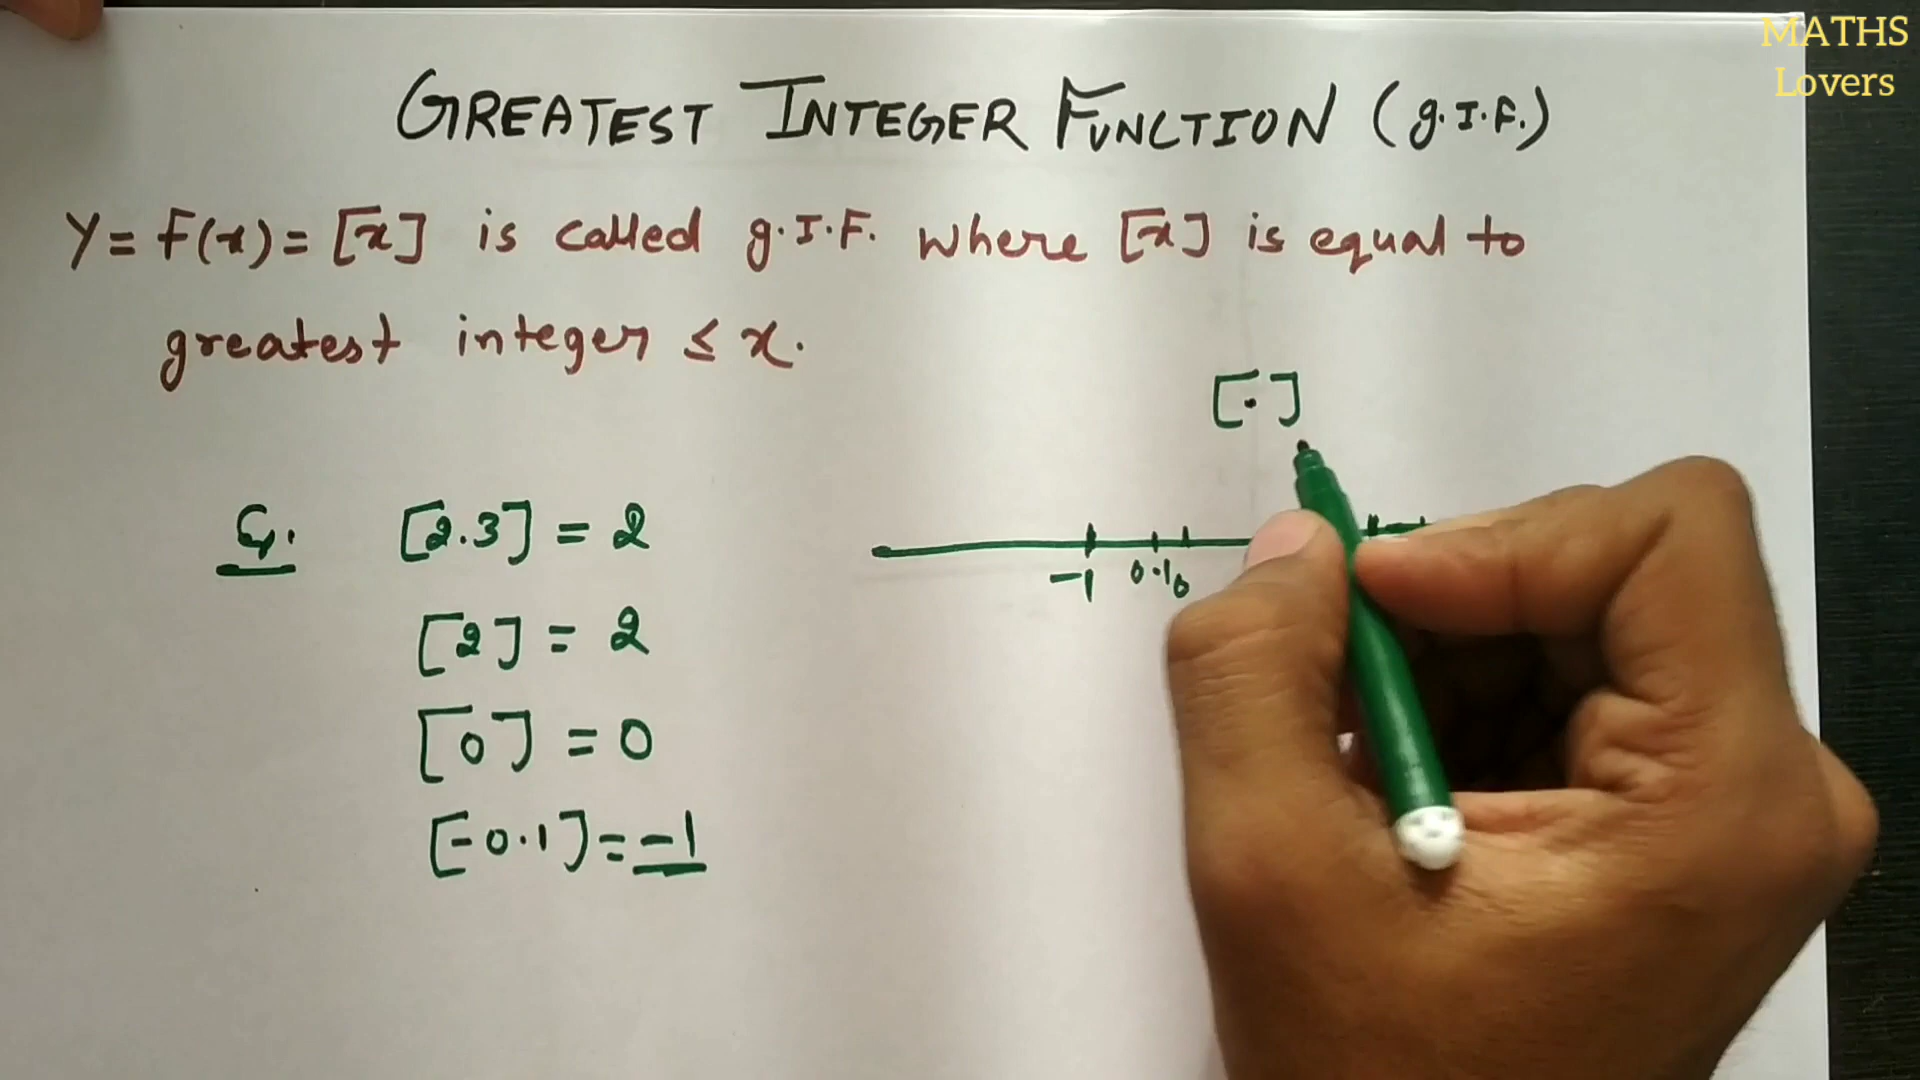 MATHS
Lovers
GREATEST INTEGER FUNCTION (g.I.F.)
Y = F(x) = [x] is called g.I.F. where [x] is equal to
greatest integer ≤ x.
[·]
[2.3] = 2
-1 0.1 0
[2] = 2
[0] = 0
[-0.1] = -1